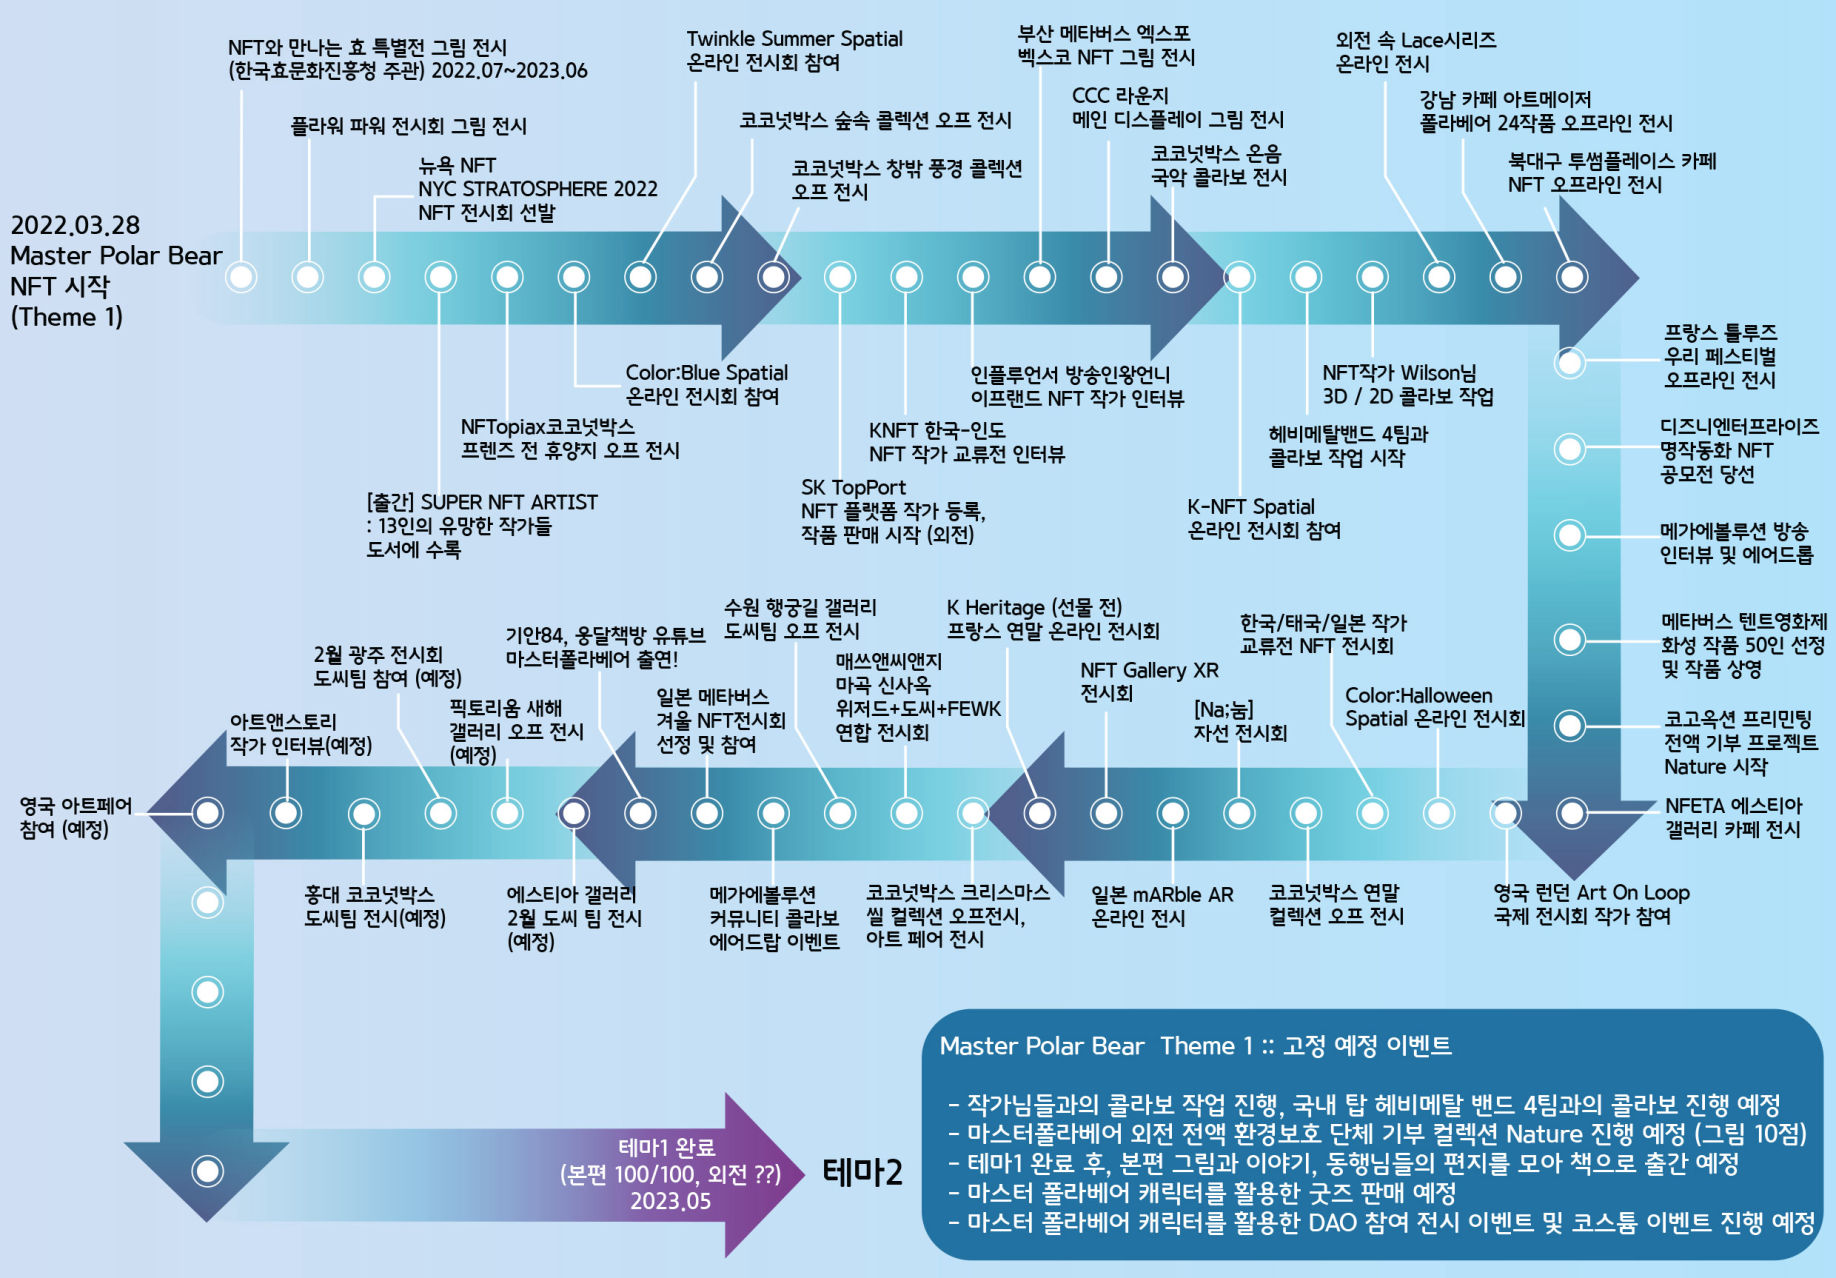 2022.03.28
Master Polar Bear
NFT 시작
(Theme 1)
NFT와 만나는 효 특별전 그림 전시
(한국효문화진흥청 주관) 2022.07~2023.06
플라워 파워 전시회 그림 전시
뉴욕 NFT
NYC STRATOSPHERE 2022
NFT 전시회 선발
[출간] SUPER NFT ARTIST
: 13인의 유망한 작가들
도서에 수록
NFTopiax코코넛박스
프렌즈 전 휴양지 오프 전시
Color:Blue Spatial
온라인 전시회 참여
Twinkle Summer Spatial
온라인 전시회 참여
코코넛박스 숲속 콜렉션 오프 전시
코코넛박스 창밖 풍경 콜렉션
오프 전시
SK TopPort
NFT 플랫폼 작가 등록,
작품 판매 시작 (외전)
KNFT 한국-인도
NFT 작가 교류전 인터뷰
인플루언서 방송인왕언니
이프랜드 NFT 작가 인터뷰
부산 메타버스 엑스포
벡스코 NFT 그림 전시
CCC 라운지
메인 디스플레이 그림 전시
코코넛박스 온음
국악 콜라보 전시
K-NFT Spatial
온라인 전시회 참여
헤비메탈밴드 4팀과
콜라보 작업 시작
NFT작가 Wilson님
3D / 2D 콜라보 작업
외전 속 Lace시리즈
온라인 전시
강남 카페 아트메이저
폴라베어 24작품 오프라인 전시
북대구 투썸플레이스 카페
NFT 오프라인 전시
프랑스 툴루즈
우리 페스티벌
오프라인 전시
디즈니엔터프라이즈
명작동화 NFT
공모전 당선
메가에볼루션 방송
인터뷰 및 에어드롭
메타버스 텐트영화제
화성 작품 50인 선정
및 작품 상영
코고옥션 프리민팅
전액 기부 프로젝트
Nature 시작
NFETA 에스티아
갤러리 카페 전시
영국 런던 Art On Loop
국제 전시회 작가 참여
Color:Halloween
Spatial 온라인 전시회
한국/태국/일본 작가
교류전 NFT 전시회
코코넛박스 연말
컬렉션 오프 전시
[Na;눔]
자선 전시회
일본 mARble AR
온라인 전시
NFT Gallery XR
전시회
K Heritage (선물 전)
프랑스 연말 온라인 전시회
코코넛박스 크리스마스
씰 컬렉션 오프전시,
아트 페어 전시
매쓰앤씨앤지
마곡 신사옥
위저드+도씨+FEWK
연합 전시회
수원 행궁길 갤러리
도씨팀 오프 전시
메가에볼루션
커뮤니티 콜라보
에어드랍 이벤트
일본 메타버스
겨울 NFT전시회
선정 및 참여
기안84, 웅달책방 유튜브
마스터폴라베어 출연!
에스티아 갤러리
2월 도씨 팀 전시
(예정)
픽토리움 새해
갤러리 오프 전시
(예정)
2월 광주 전시회
도씨팀 참여 (예정)
홍대 코코넛박스
도씨팀 전시(예정)
아트앤스토리
작가 인터뷰(예정)
영국 아트페어
참여 (예정)
테마1 완료
(본편 100/100, 외전 ??)
2023.05
테마2
Master Polar Bear  Theme 1 :: 고정 예정 이벤트
- 작가님들과의 콜라보 작업 진행, 국내 탑 헤비메탈 밴드 4팀과의 콜라보 진행 예정
- 마스터폴라베어 외전 전액 환경보호 단체 기부 컬렉션 Nature 진행 예정 (그림 10점)
- 테마1 완료 후, 본편 그림과 이야기, 동행님들의 편지를 모아 책으로 출간 예정
- 마스터 폴라베어 캐릭터를 활용한 굿즈 판매 예정
- 마스터 폴라베어 캐릭터를 활용한 DAO 참여 전시 이벤트 및 코스튬 이벤트 진행 예정